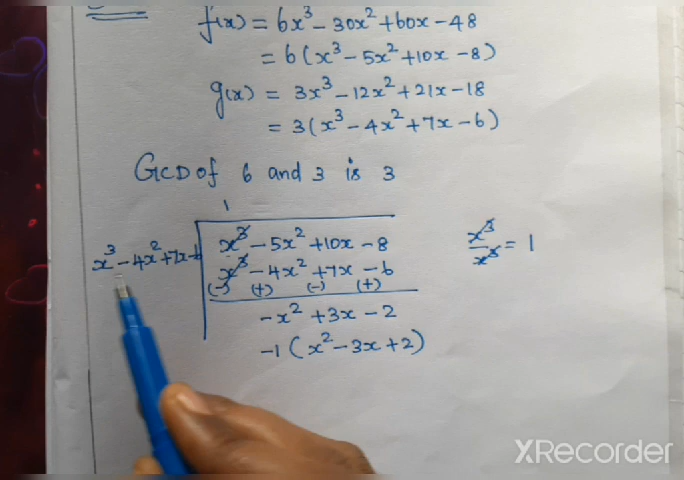 f(x) = 6x³ - 30x² + 60x - 48
= 6(x³ - 5x² + 10x - 8)
g(x) = 3x³ - 12x² + 21x - 18
= 3(x³ - 4x² + 7x - 6)
GCD of 6 and 3 is 3
1
x³ - 4x² + 7x - 6 x³ - 5x² + 10x - 8 x³/x³ = 1
x³ - 4x² + 7x - 6
(-) (+) (-) (+)
-x² + 3x - 2
-1(x² - 3x + 2)
XRecorder